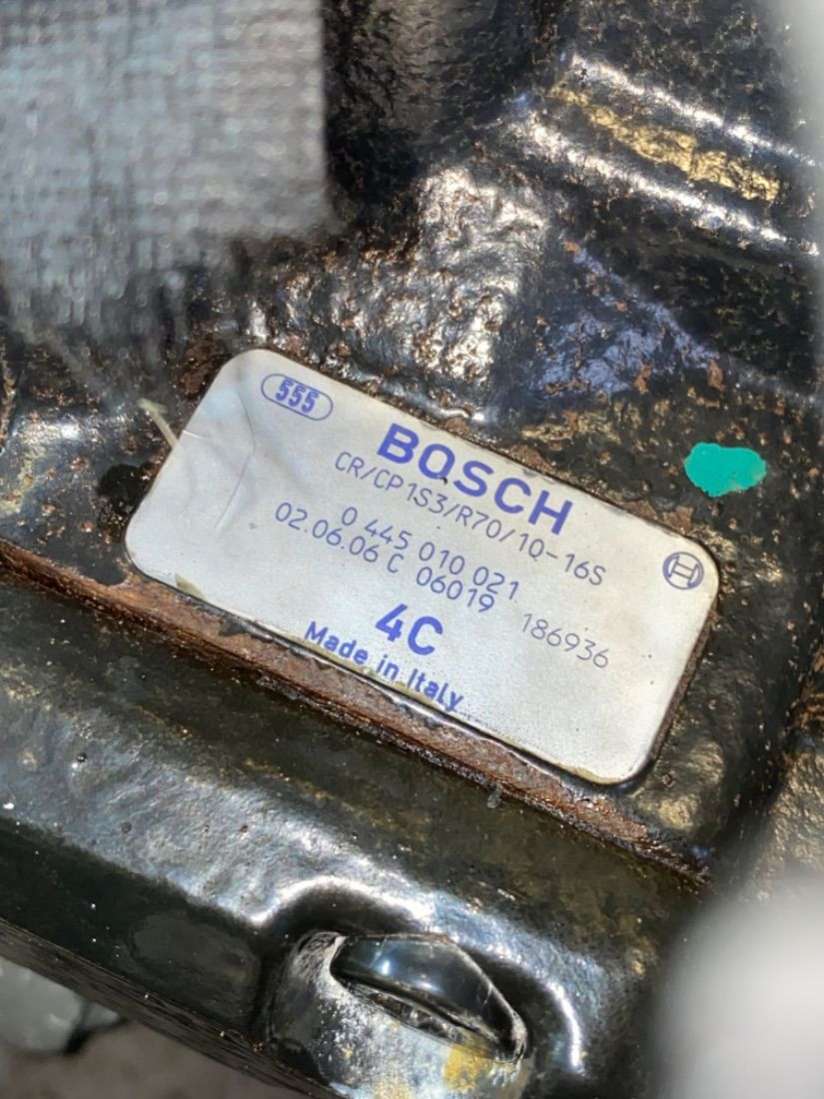 555
BOSCH
CR/CP1S3/R70/10-16S
0 445 010 021
02.06.06 C 06019 186936
4C
Made in Italy